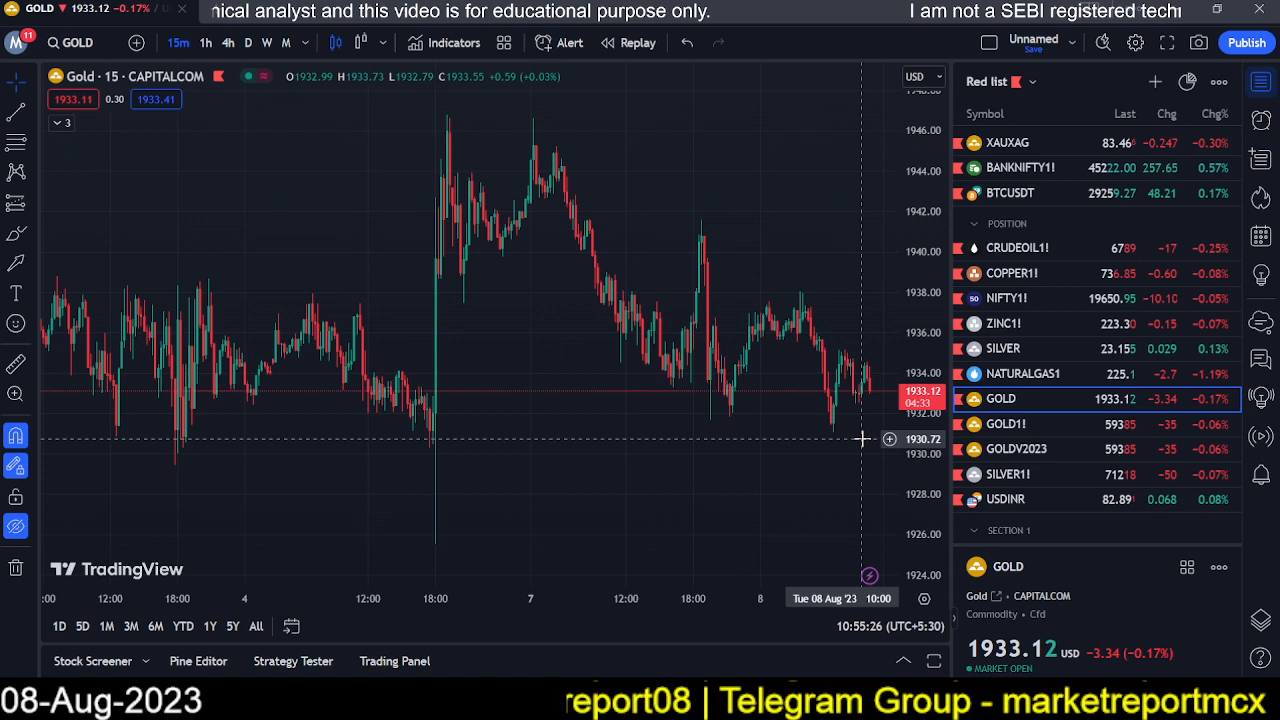 GOLD ▼ 1933.12 −0.17% / U
nical analyst and this video is for educational purpose only. I am not a SEBI registered techni
M 11 GOLD 15m 1h 4h D W M Indicators Alert Replay Unnamed Save Publish
Gold · 15 · CAPITALCOM O1932.99 H1933.73 L1932.79 C1933.55 +0.59 (+0.03%) USD
1933.11 0.30 1933.41
3
1948.00
1946.00
1944.00
1942.00
1940.00
1938.00
1936.00
1934.00
1933.12
04:33
1932.00
1930.72
1930.00
1928.00
1926.00
1924.00
TradingView
:00 12:00 18:00 4 12:00 18:00 7 12:00 18:00 8 Tue 08 Aug '23 10:00
1D 5D 1M 3M 6M YTD 1Y 5Y All 10:55:26 (UTC+5:30)
Stock Screener Pine Editor Strategy Tester Trading Panel
Red list
Symbol Last Chg Chg%
XAUXAG 83.46⁶ −0.247 −0.30%
BANKNIFTY1! 45222.00 257.65 0.57%
BTCUSDT 29259.27 48.21 0.17%
POSITION
CRUDEOIL1! 6789 −17 −0.25%
COPPER1! 736.85 −0.60 −0.08%
50 NIFTY1! 19650.95 −10.10 −0.05%
ZINC1! 223.30 −0.15 −0.07%
SILVER 23.155 0.029 0.13%
NATURALGAS1 225.1 −2.7 −1.19%
GOLD 1933.12 −3.34 −0.17%
GOLD1! 59385 −35 −0.06%
GOLDV2023 59385 −35 −0.06%
SILVER1! 71218 −50 −0.07%
USDINR 82.89¹ 0.068 0.08%
SECTION 1
GOLD
Gold · CAPITALCOM
Commodity · Cfd
1933.12 USD −3.34 (−0.17%)
MARKET OPEN
08-Aug-2023 report08 | Telegram Group - marketreportmcx